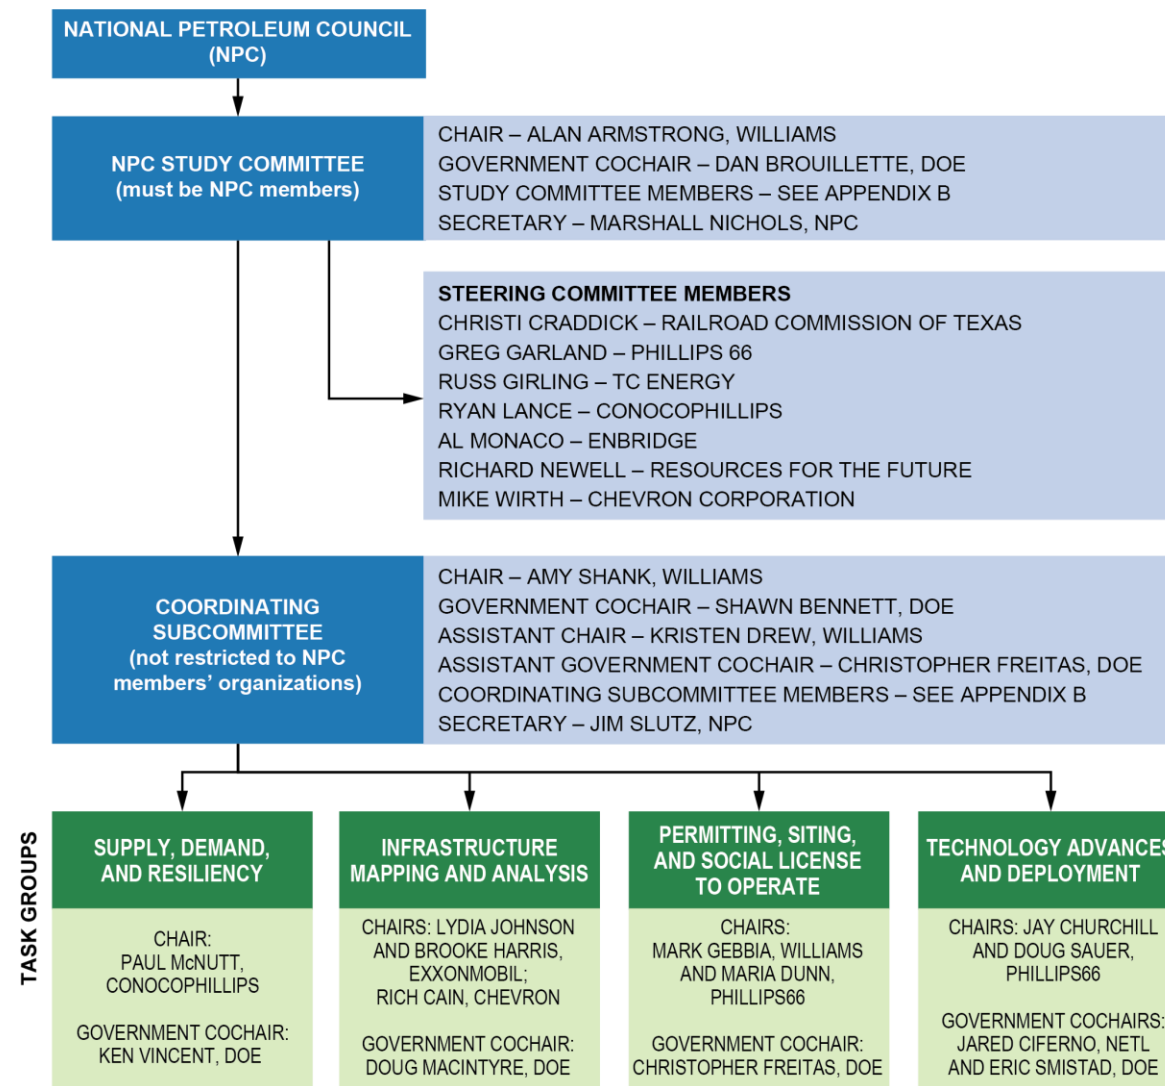 NATIONAL PETROLEUM COUNCIL
(NPC)
NPC STUDY COMMITTEE
(must be NPC members)
CHAIR – ALAN ARMSTRONG, WILLIAMS
GOVERNMENT COCHAIR – DAN BROUILLETTE, DOE
STUDY COMMITTEE MEMBERS – SEE APPENDIX B
SECRETARY – MARSHALL NICHOLS, NPC
STEERING COMMITTEE MEMBERS
CHRISTI CRADDICK – RAILROAD COMMISSION OF TEXAS
GREG GARLAND – PHILLIPS 66
RUSS GIRLING – TC ENERGY
RYAN LANCE – CONOCOPHILLIPS
AL MONACO – ENBRIDGE
RICHARD NEWELL – RESOURCES FOR THE FUTURE
MIKE WIRTH – CHEVRON CORPORATION
COORDINATING
SUBCOMMITTEE
(not restricted to NPC
members’ organizations)
CHAIR – AMY SHANK, WILLIAMS
GOVERNMENT COCHAIR – SHAWN BENNETT, DOE
ASSISTANT CHAIR – KRISTEN DREW, WILLIAMS
ASSISTANT GOVERNMENT COCHAIR – CHRISTOPHER FREITAS, DOE
COORDINATING SUBCOMMITTEE MEMBERS – SEE APPENDIX B
SECRETARY – JIM SLUTZ, NPC
TASK GROUPS
SUPPLY, DEMAND,
AND RESILIENCY
CHAIR:
PAUL McNUTT,
CONOCOPHILLIPS
GOVERNMENT COCHAIR:
KEN VINCENT, DOE
INFRASTRUCTURE
MAPPING AND ANALYSIS
CHAIRS: LYDIA JOHNSON
AND BROOKE HARRIS,
EXXONMOBIL;
RICH CAIN, CHEVRON
GOVERNMENT COCHAIR:
DOUG MACINTYRE, DOE
PERMITTING, SITING,
AND SOCIAL LICENSE
TO OPERATE
CHAIRS:
MARK GEBBIA, WILLIAMS
AND MARIA DUNN,
PHILLIPS66
GOVERNMENT COCHAIR:
CHRISTOPHER FREITAS, DOE
TECHNOLOGY ADVANCES
AND DEPLOYMENT
CHAIRS: JAY CHURCHILL
AND DOUG SAUER,
PHILLIPS66
GOVERNMENT COCHAIRS:
JARED CIFERNO, NETL
AND ERIC SMISTAD, DOE